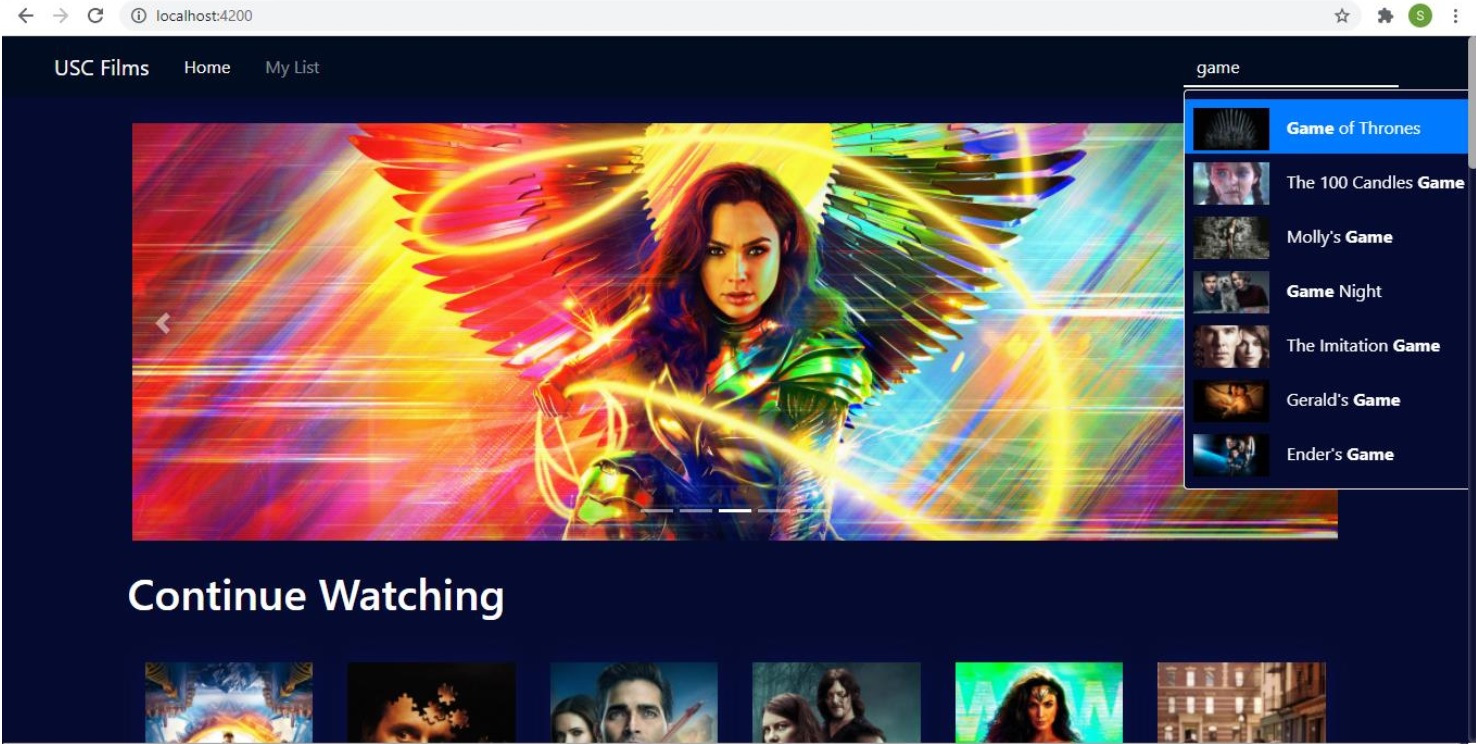 localhost:4200
S
USC Films Home My List game
Game of Thrones
The 100 Candles Game
Molly's Game
Game Night
The Imitation Game
Gerald's Game
Ender's Game
Continue Watching